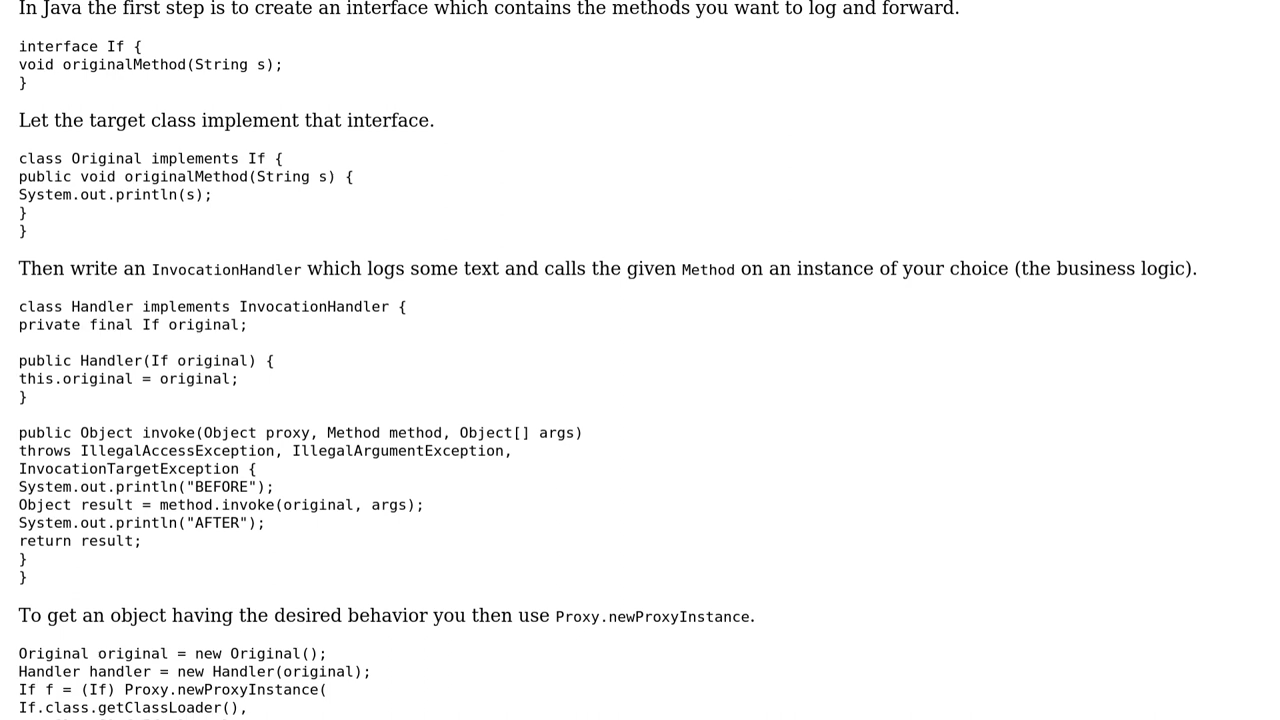 In Java the first step is to create an interface which contains the methods you want to log and forward.
interface If {
void originalMethod(String s);
}
Let the target class implement that interface.
class Original implements If {
public void originalMethod(String s) {
System.out.println(s);
}
}
Then write an InvocationHandler which logs some text and calls the given Method on an instance of your choice (the business logic).
class Handler implements InvocationHandler {
private final If original;
public Handler(If original) {
this.original = original;
}
public Object invoke(Object proxy, Method method, Object[] args)
throws IllegalAccessException, IllegalArgumentException,
InvocationTargetException {
System.out.println("BEFORE");
Object result = method.invoke(original, args);
System.out.println("AFTER");
return result;
}
}
To get an object having the desired behavior you then use Proxy.newProxyInstance.
Original original = new Original();
Handler handler = new Handler(original);
If f = (If) Proxy.newProxyInstance(
If.class.getClassLoader(),